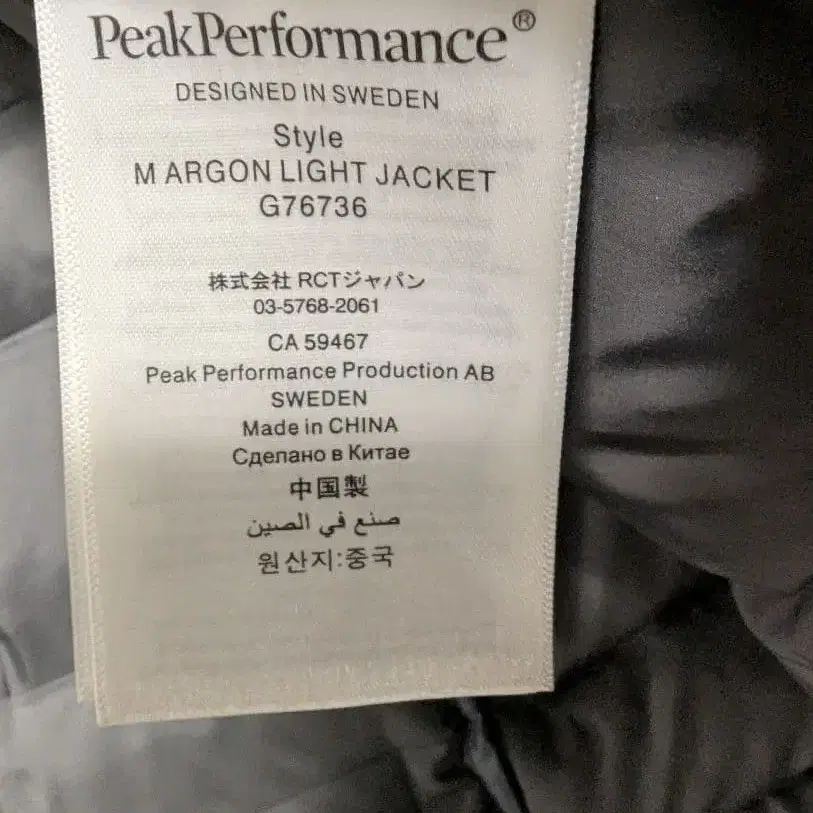 PeakPerformance®
DESIGNED IN SWEDEN
Style
M ARGON LIGHT JACKET
G76736
株式会社 RCTジャパン
03-5768-2061
CA 59467
Peak Performance Production AB
SWEDEN
Made in CHINA
Сделано в Китае
中国製
صنع في الصين
원산지:중국